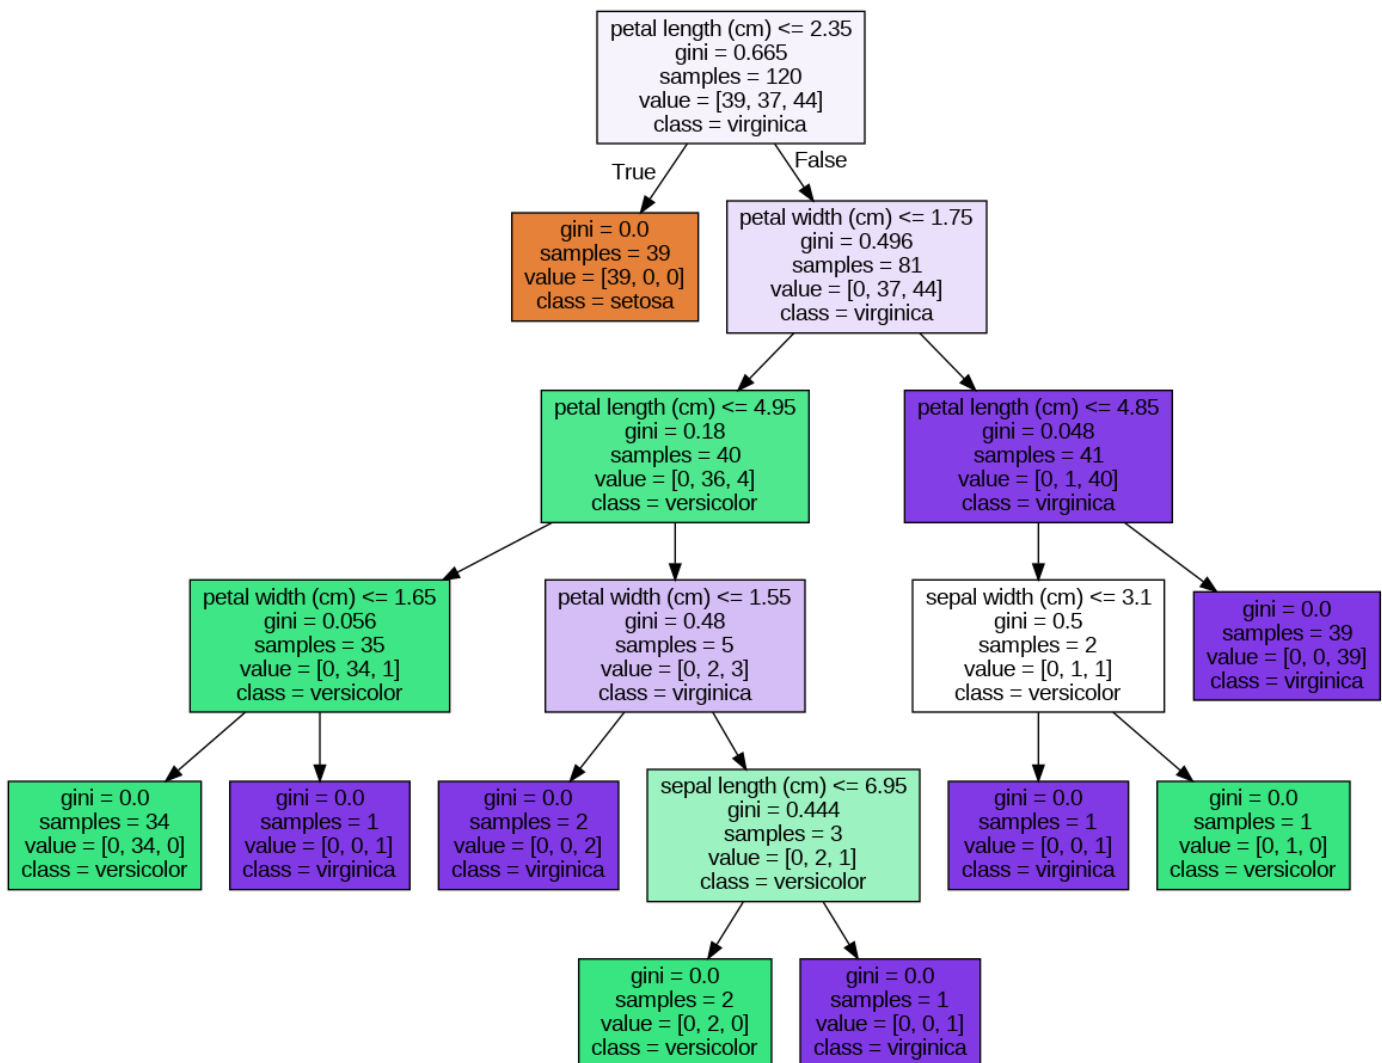 petal length (cm) <= 2.35
gini = 0.665
samples = 120
value = [39, 37, 44]
class = virginica
True
False
gini = 0.0
samples = 39
value = [39, 0, 0]
class = setosa
petal width (cm) <= 1.75
gini = 0.496
samples = 81
value = [0, 37, 44]
class = virginica
petal length (cm) <= 4.95
gini = 0.18
samples = 40
value = [0, 36, 4]
class = versicolor
petal length (cm) <= 4.85
gini = 0.048
samples = 41
value = [0, 1, 40]
class = virginica
petal width (cm) <= 1.65
gini = 0.056
samples = 35
value = [0, 34, 1]
class = versicolor
petal width (cm) <= 1.55
gini = 0.48
samples = 5
value = [0, 2, 3]
class = virginica
sepal width (cm) <= 3.1
gini = 0.5
samples = 2
value = [0, 1, 1]
class = versicolor
gini = 0.0
samples = 39
value = [0, 0, 39]
class = virginica
gini = 0.0
samples = 34
value = [0, 34, 0]
class = versicolor
gini = 0.0
samples = 1
value = [0, 0, 1]
class = virginica
gini = 0.0
samples = 2
value = [0, 0, 2]
class = virginica
sepal length (cm) <= 6.95
gini = 0.444
samples = 3
value = [0, 2, 1]
class = versicolor
gini = 0.0
samples = 1
value = [0, 0, 1]
class = virginica
gini = 0.0
samples = 1
value = [0, 1, 0]
class = versicolor
gini = 0.0
samples = 2
value = [0, 2, 0]
class = versicolor
gini = 0.0
samples = 1
value = [0, 0, 1]
class = virginica